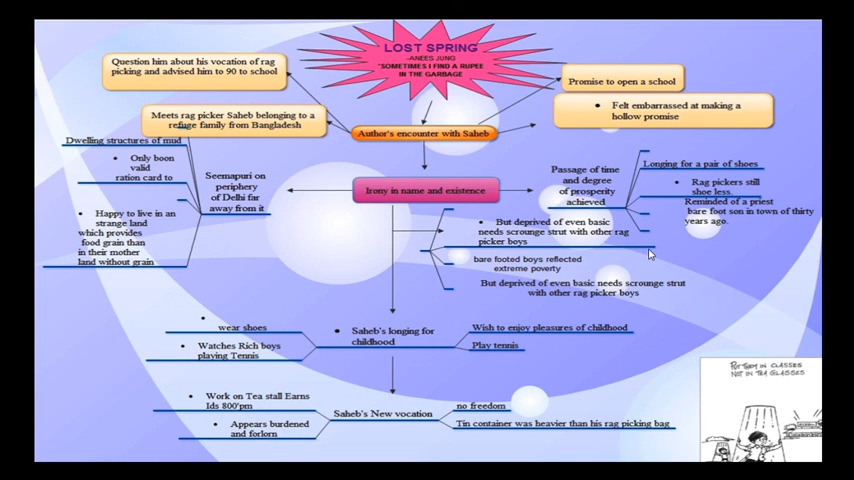 LOST SPRING
-ANEES JUNG
"SOMETIMES I FIND A RUPEE
IN THE GARBAGE
Question him about his vocation of rag
picking and advised him to 90 to school
Promise to open a school
Meets rag picker Saheb belonging to a
refuge family from Bangladesh
• Felt embarrassed at making a
hollow promise
Author's encounter with Saheb
Dwelling structures of mud
• Only boon
valid
ration card to
• Happy to live in an
strange land
which provides
food grain than
in their mother
land without grain
Seemapuri on
periphery
of Delhi far
away from it
Irony in name and existence
Passage of time
and degree
of prosperity
achieved
Longing for a pair of shoes
• Rag pickers still
shoe less.
Reminded of a priest
bare foot son in town of thirty
years ago.
• But deprived of even basic
needs scrounge strut with other rag
picker boys
bare footed boys reflected
extreme poverty
But deprived of even basic needs scrounge strut
with other rag picker boys
•
wear shoes
• Watches Rich boys
playing Tennis
• Saheb's longing for
childhood
Wish to enjoy pleasures of childhood
Play tennis
• Work on Tea stall Earns
Ids 800'pm
• Appears burdened
and forlorn
Saheb's New vocation
no freedom
Tin container was heavier than his rag picking bag
PUT THEM IN CLASSES
NOT IN TEA GLASSES